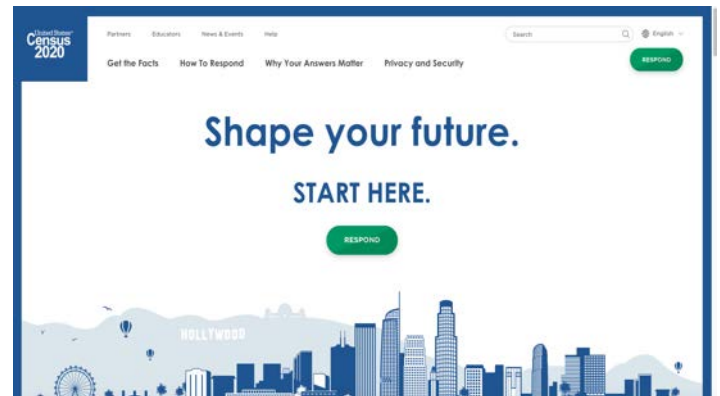 United States®
Census
2020
Partners Educators News & Events Help
Search
English
Get the Facts How To Respond Why Your Answers Matter Privacy and Security
RESPOND
Shape your future.
START HERE.
RESPOND
HOLLYWOOD